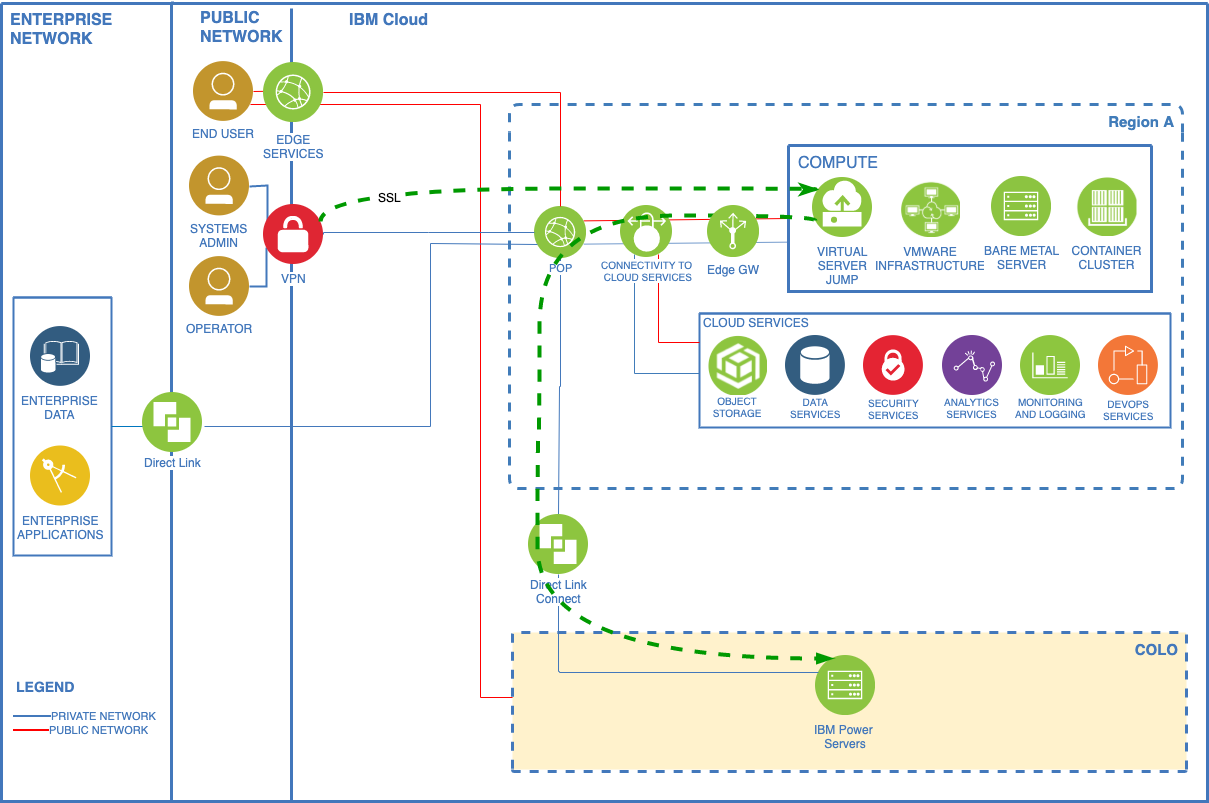 ENTERPRISE
NETWORK
PUBLIC
NETWORK
IBM Cloud
END USER
EDGE
SERVICES
SYSTEMS
ADMIN
VPN
OPERATOR
SSL
Region A
COMPUTE
VIRTUAL
SERVER
JUMP
VMWARE
INFRASTRUCTURE
BARE METAL
SERVER
CONTAINER
CLUSTER
POP
CONNECTIVITY TO
CLOUD SERVICES
Edge GW
CLOUD SERVICES
OBJECT
STORAGE
DATA
SERVICES
SECURITY
SERVICES
ANALYTICS
SERVICES
MONITORING
AND LOGGING
DEVOPS
SERVICES
ENTERPRISE
DATA
ENTERPRISE
APPLICATIONS
Direct Link
Direct Link
Connect
COLO
IBM Power
Servers
LEGEND
PRIVATE NETWORK
PUBLIC NETWORK